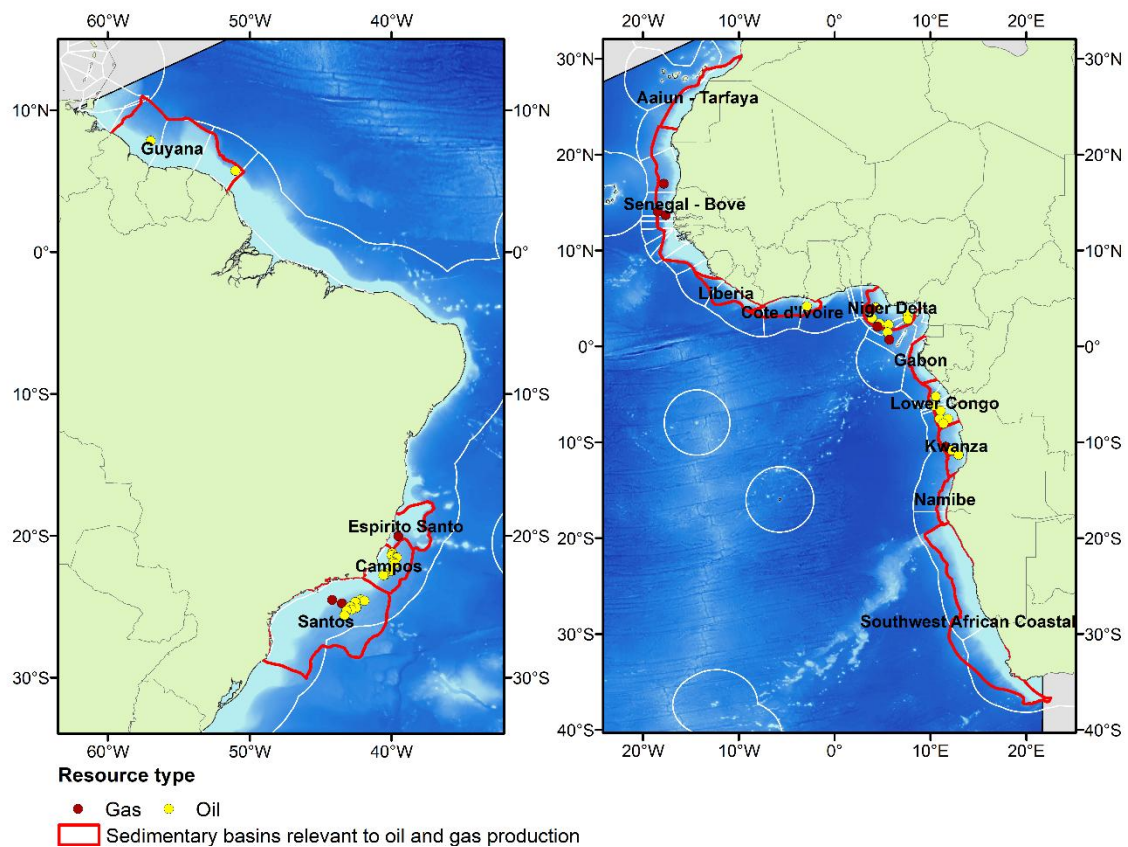 60°W 50°W 40°W
20°W 10°W 0° 10°E 20°E
10°N 10°N
0° 0°
10°S 10°S
20°S 20°S
30°S 30°S
Guyana
Espirito Santo
Campos
Santos
60°W 50°W 40°W
30°N 30°N
20°N 20°N
10°N 10°N
0° 0°
10°S 10°S
20°S 20°S
30°S 30°S
40°S 40°S
Aaiun - Tarfaya
Senegal - Bove
Liberia
Cote d'Ivoire
Niger Delta
Gabon
Lower Congo
Kwanza
Namibe
Southwest African Coastal
20°W 10°W 0° 10°E 20°E
Resource type
Gas Oil
Sedimentary basins relevant to oil and gas production